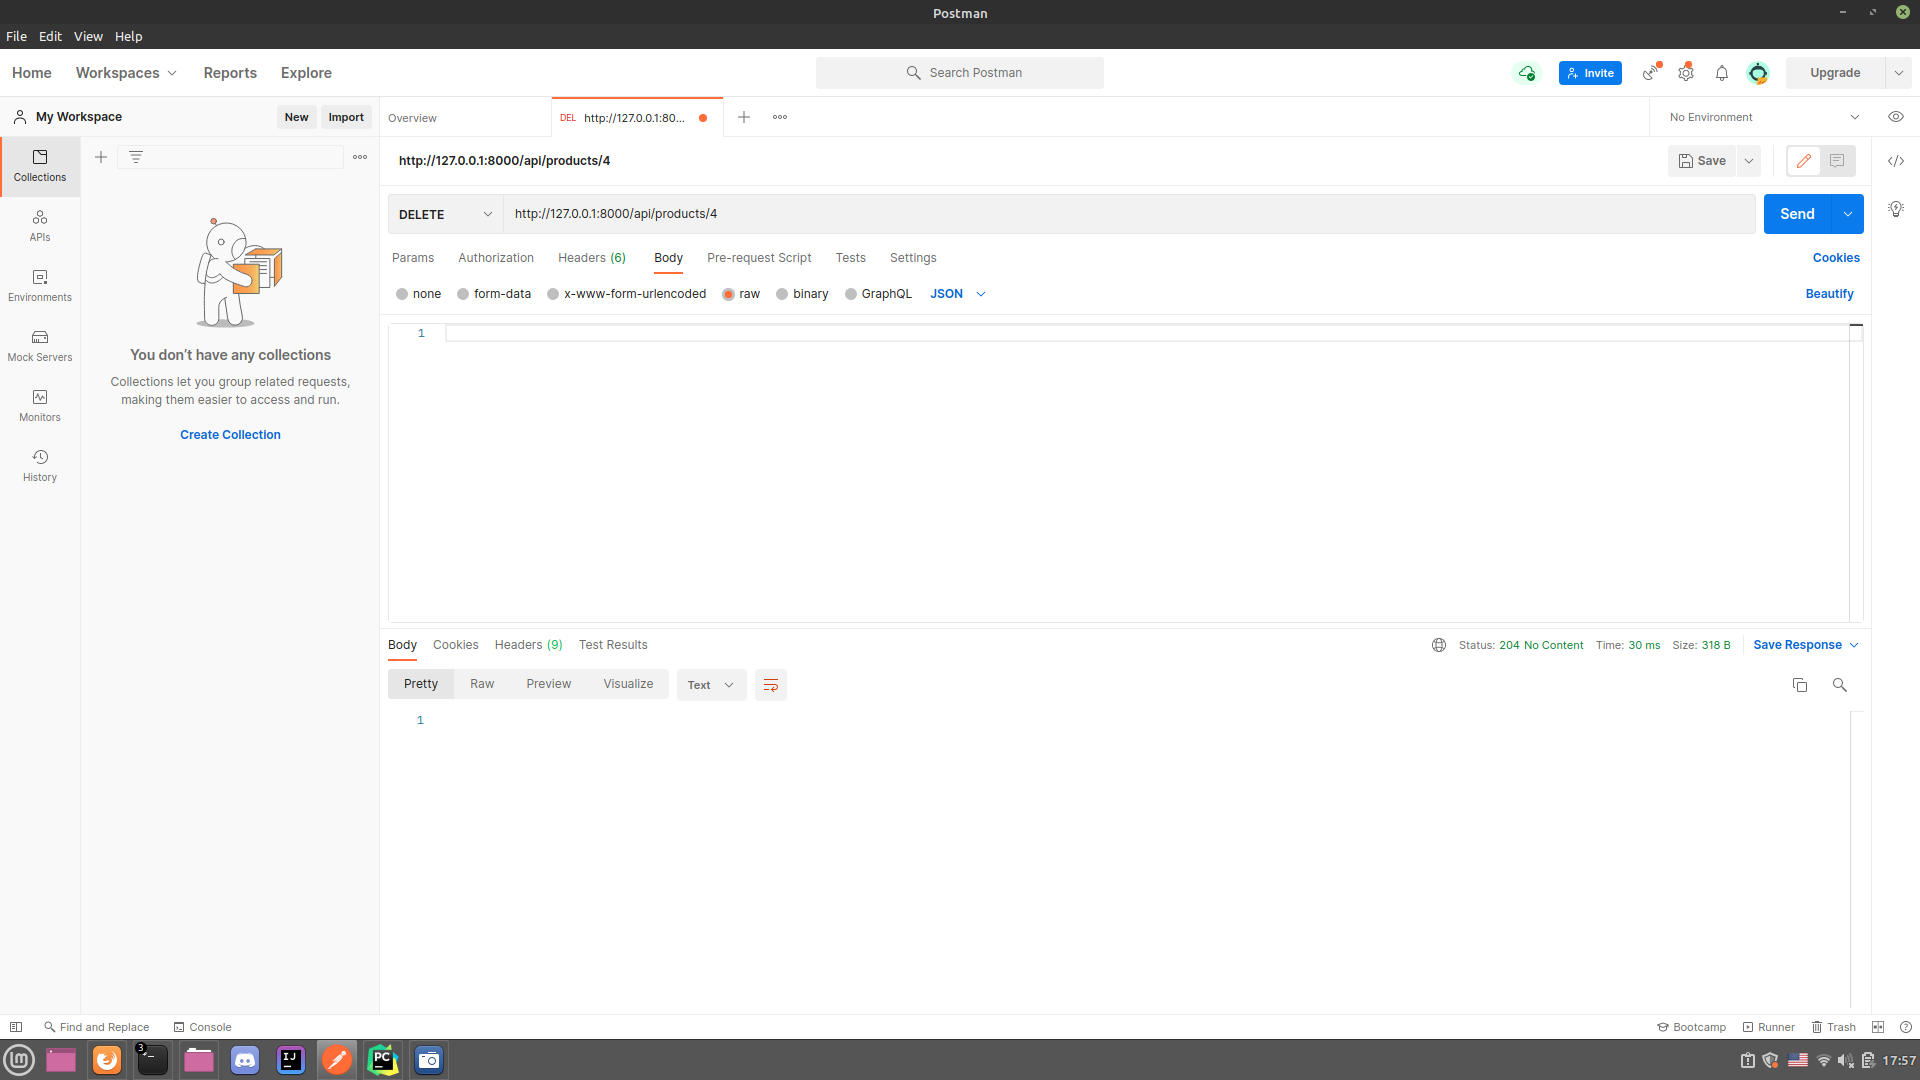 Postman
File Edit View Help
Home Workspaces Reports Explore
Search Postman
Invite
Upgrade
My Workspace
New Import
Overview
DEL http://127.0.0.1:80...
No Environment
Collections
APIs
Environments
Mock Servers
Monitors
History
You don't have any collections
Collections let you group related requests,
making them easier to access and run.
Create Collection
http://127.0.0.1:8000/api/products/4
Save
DELETE http://127.0.0.1:8000/api/products/4
Send
Params Authorization Headers (6) Body Pre-request Script Tests Settings
Cookies
none form-data x-www-form-urlencoded raw binary GraphQL JSON
Beautify
1
Body Cookies Headers (9) Test Results
Status: 204 No Content Time: 30 ms Size: 318 B Save Response
Pretty Raw Preview Visualize Text
1
Find and Replace Console
Bootcamp Runner Trash
3
IJ
PC
17:57